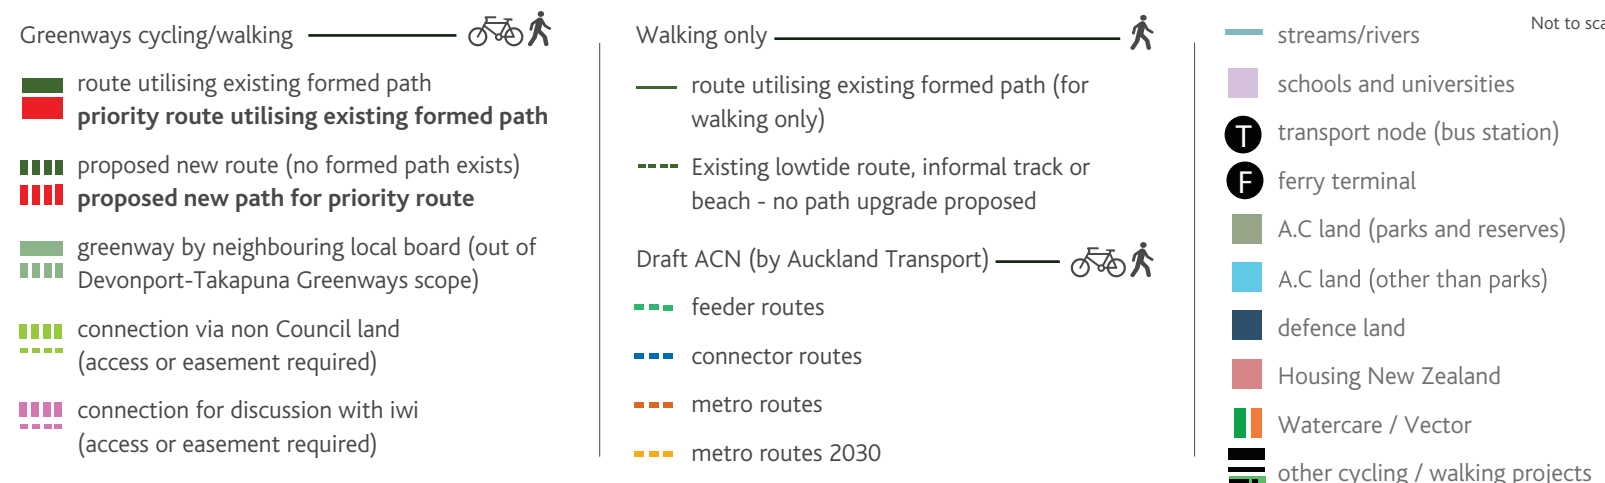 Greenways cycling/walking
route utilising existing formed path
priority route utilising existing formed path
proposed new route (no formed path exists)
proposed new path for priority route
greenway by neighbouring local board (out of
Devonport-Takapuna Greenways scope)
connection via non Council land
(access or easement required)
connection for discussion with iwi
(access or easement required)
Walking only
route utilising existing formed path (for
walking only)
Existing lowtide route, informal track or
beach - no path upgrade proposed
Draft ACN (by Auckland Transport)
feeder routes
connector routes
metro routes
metro routes 2030
Not to sca
streams/rivers
schools and universities
T transport node (bus station)
F ferry terminal
A.C land (parks and reserves)
A.C land (other than parks)
defence land
Housing New Zealand
Watercare / Vector
other cycling / walking projects